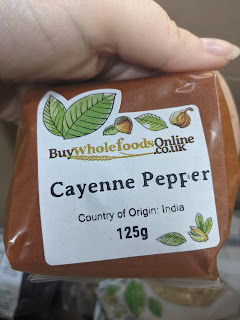 BuyWholefoodsOnline
.co.uk
Cayenne Pepper
Country of Origin: India
125g